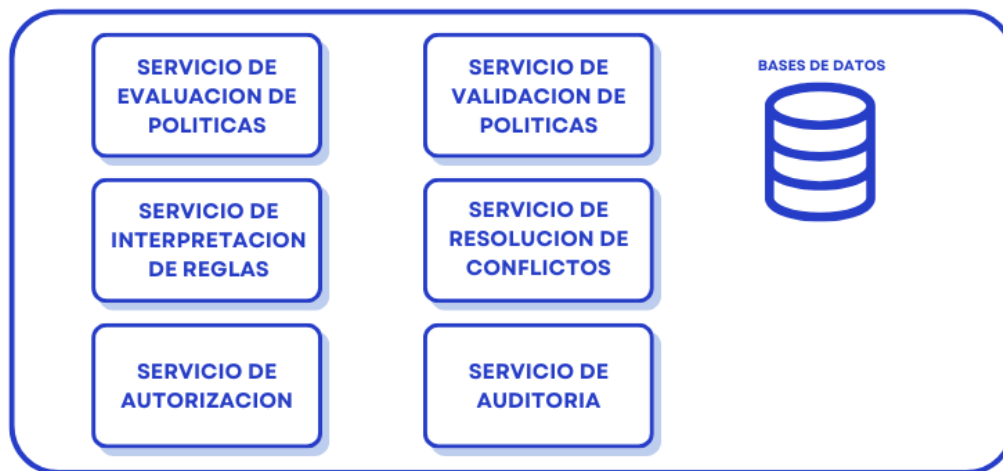 SERVICIO DE
EVALUACION DE
POLITICAS
SERVICIO DE
VALIDACION DE
POLITICAS
BASES DE DATOS
SERVICIO DE
INTERPRETACION
DE REGLAS
SERVICIO DE
RESOLUCION DE
CONFLICTOS
SERVICIO DE
AUTORIZACION
SERVICIO DE
AUDITORIA